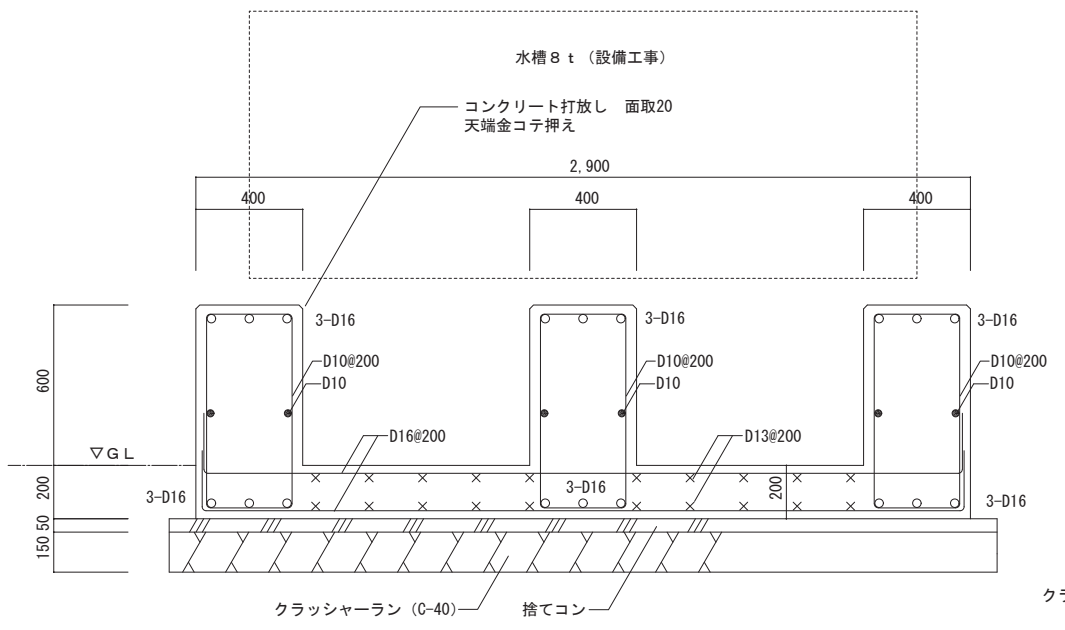 水槽８ｔ（設備工事）
コンクリート打放し　面取20
天端金コテ押え
2,900
400
400
400
3-D16
3-D16
3-D16
D10@200
D10@200
D10@200
D10
D10
D10
600
▽ＧＬ
D16@200
D13@200
200
3-D16
3-D16
200
3-D16
50
150
クラッシャーラン（C-40）
捨てコン
クラ